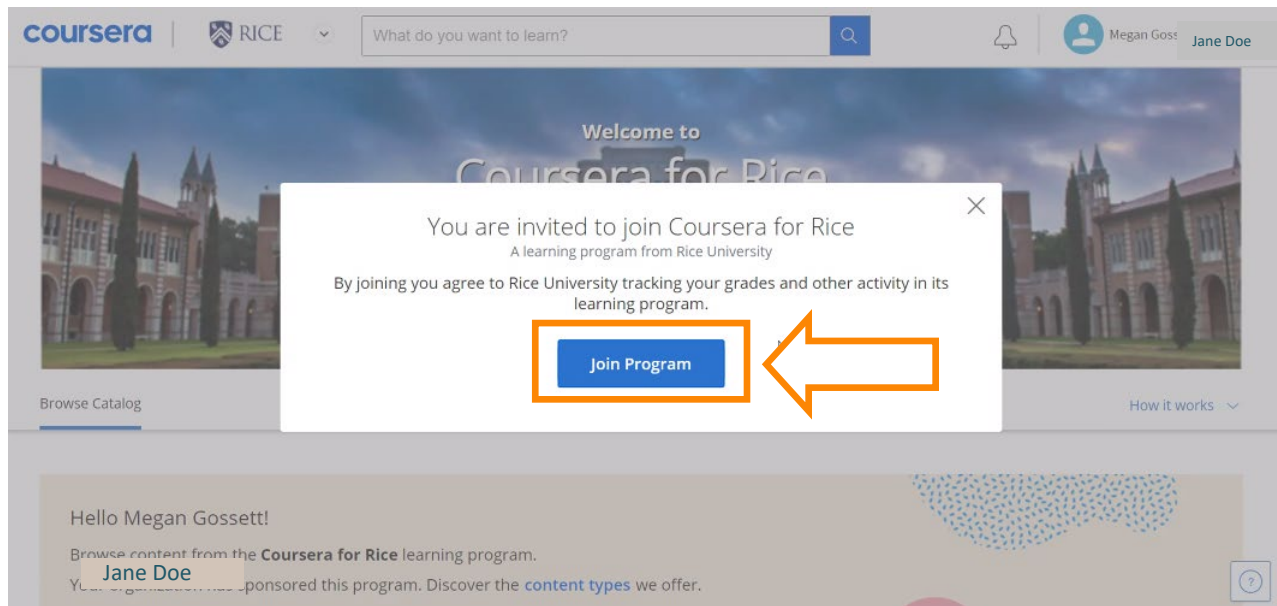 coursera
RICE
What do you want to learn?
Megan Goss
Jane Doe
Welcome to
Coursera for Rice
You are invited to join Coursera for Rice
A learning program from Rice University
By joining you agree to Rice University tracking your grades and other activity in its
learning program.
Join Program
Browse Catalog
How it works
Hello Megan Gossett!
Browse content from the Coursera for Rice learning program.
Jane Doe
sponsored this program. Discover the content types we offer.